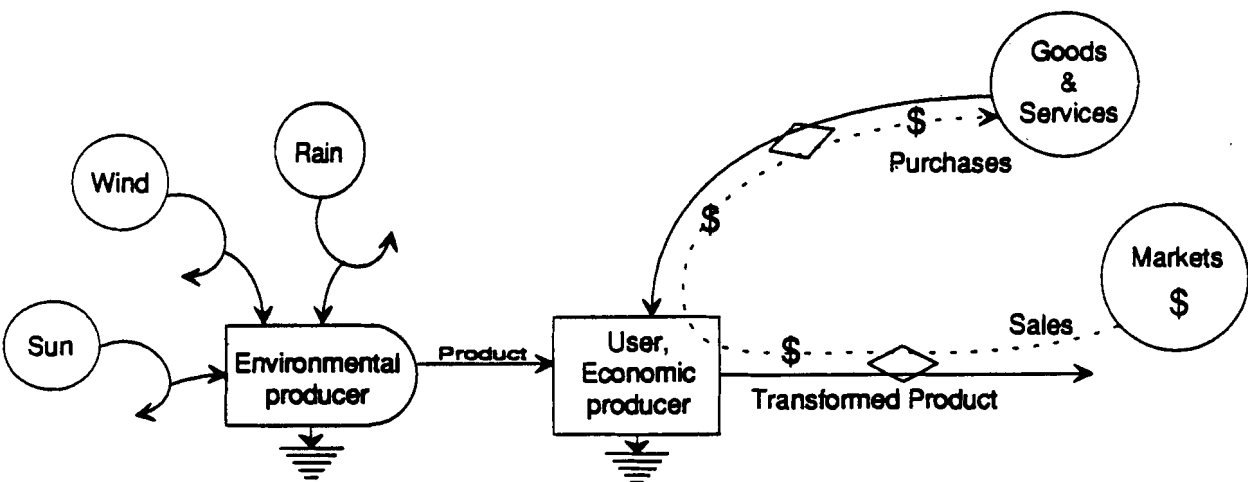 Goods
&
Services
$
Purchases
Rain
Wind
$
Markets
$
Sun
Environmental
producer
Product
User,
Economic
producer
$
Sales
Transformed Product